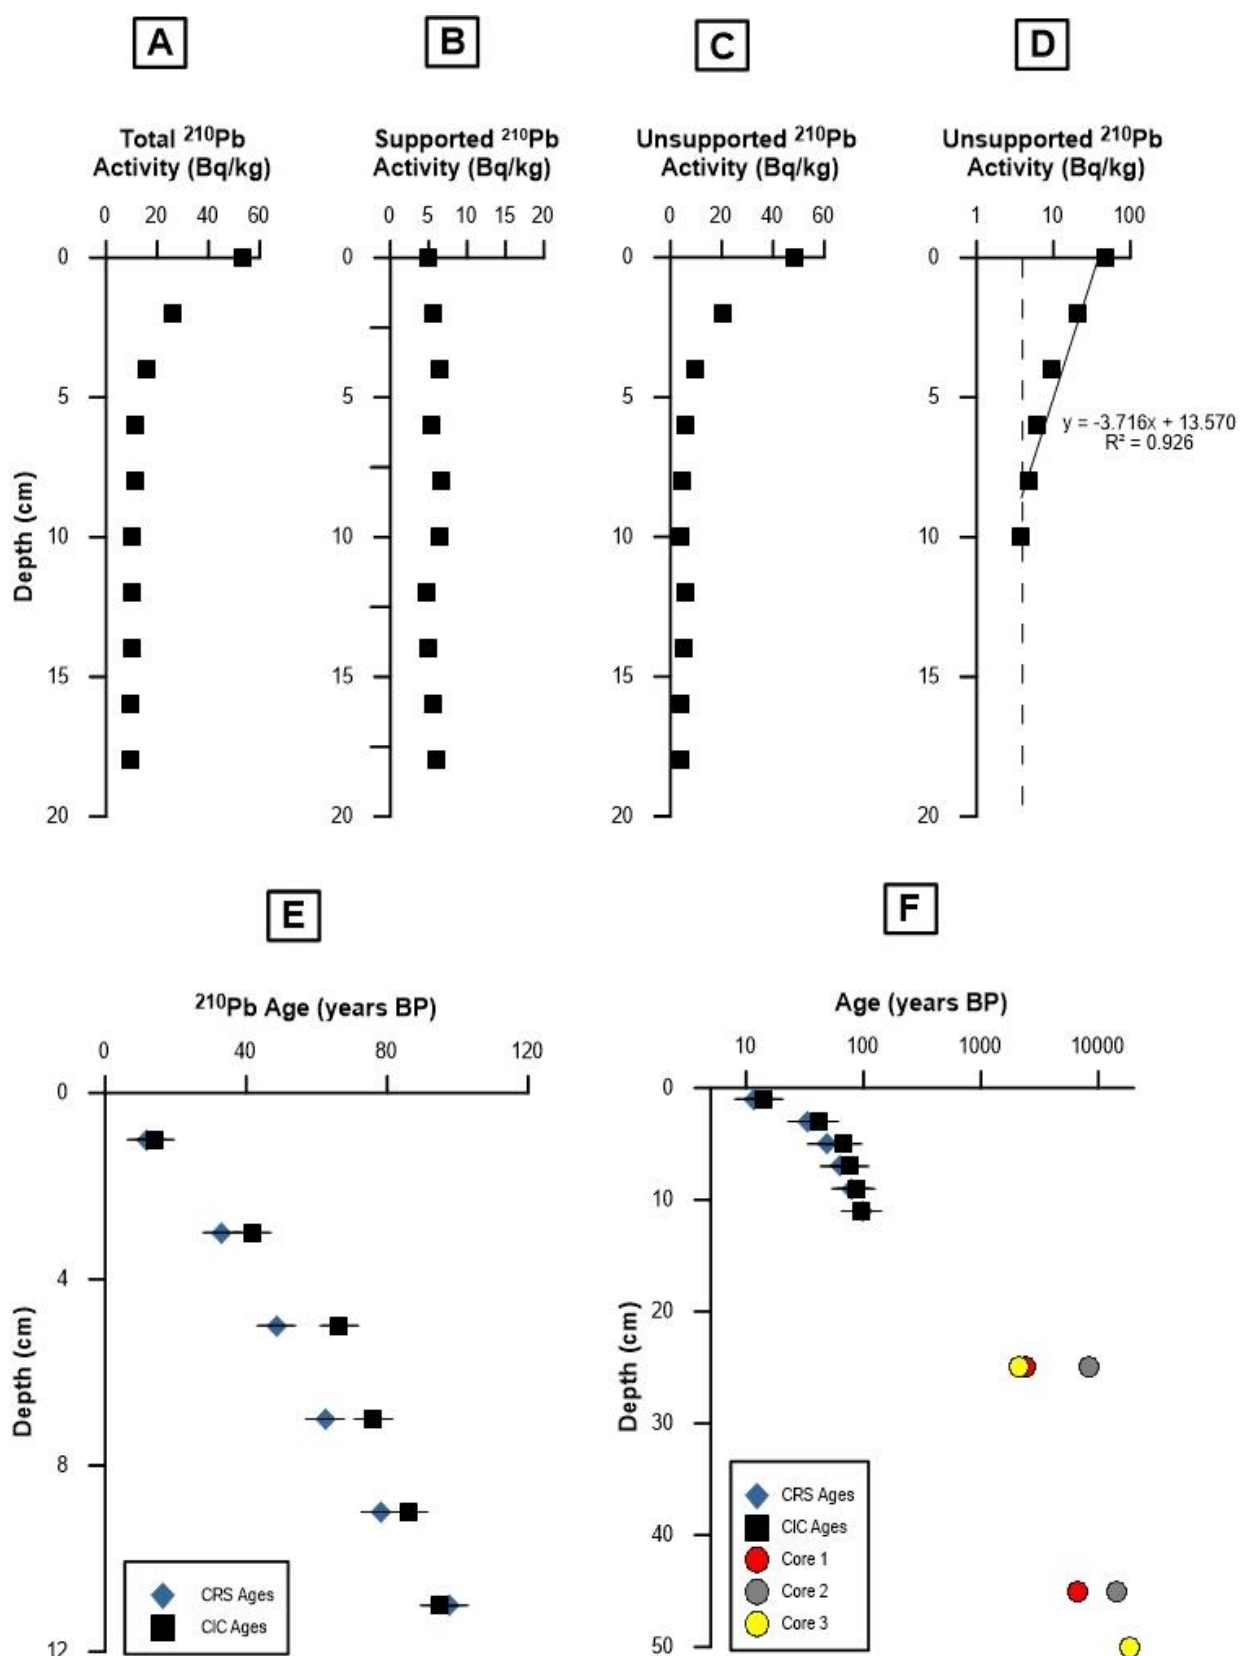 A
B
C
D
Total ²¹⁰Pb
Activity (Bq/kg)
Supported ²¹⁰Pb
Activity (Bq/kg)
Unsupported ²¹⁰Pb
Activity (Bq/kg)
Unsupported ²¹⁰Pb
Activity (Bq/kg)
0 20 40 60
0 5 10 15 20
0 20 40 60
1 10 100
0
5
10
15
20
Depth (cm)
0
5
10
15
20
0
5
10
15
20
0
5
10
15
20
y = -3.716x + 13.570
R² = 0.926
E
F
²¹⁰Pb Age (years BP)
0 40 80 120
0
4
8
12
Depth (cm)
CRS Ages
CIC Ages
Age (years BP)
10 100 1000 10000
0
10
20
30
40
50
Depth (cm)
CRS Ages
CIC Ages
Core 1
Core 2
Core 3